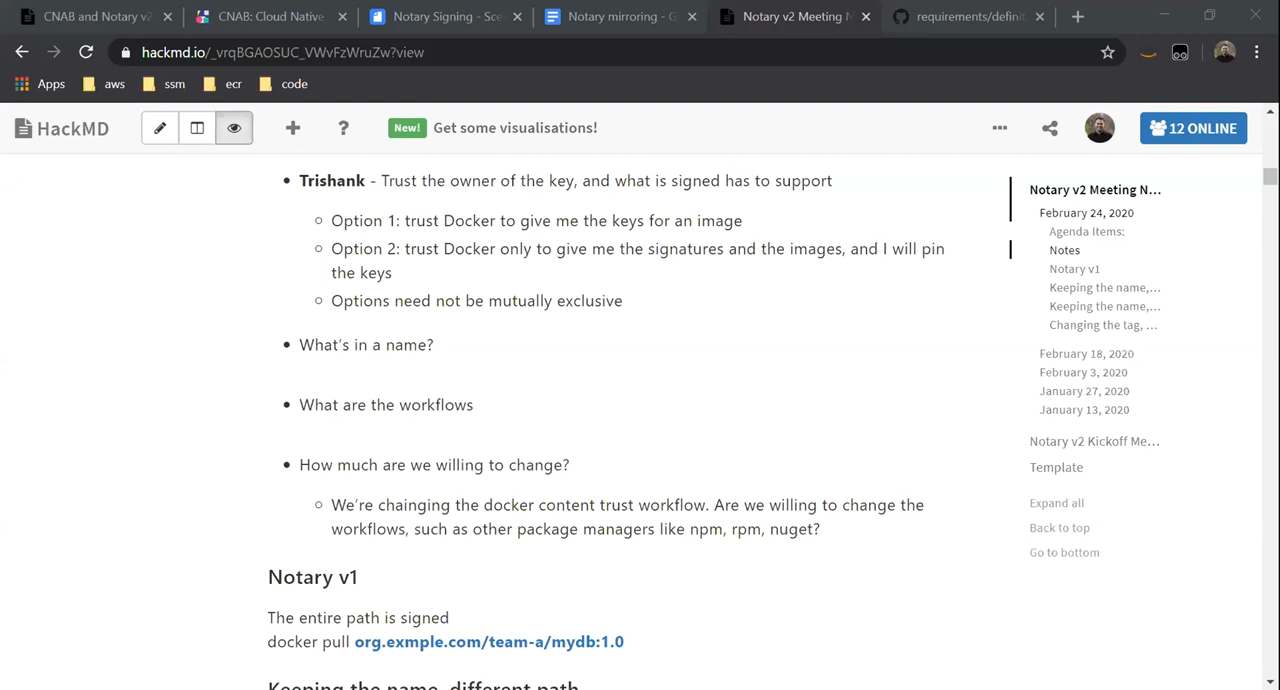 CNAB and Notary v2
CNAB: Cloud Native
Notary Signing - Sce
Notary mirroring - G
Notary v2 Meeting N
requirements/definit
hackmd.io/_vrqBGAOSUC_VWvFzWruZw?view
Apps
aws
ssm
ecr
code
HackMD
New!
Get some visualisations!
12 ONLINE
• Trishank - Trust the owner of the key, and what is signed has to support
○ Option 1: trust Docker to give me the keys for an image
○ Option 2: trust Docker only to give me the signatures and the images, and I will pin
the keys
○ Options need not be mutually exclusive
• What's in a name?
• What are the workflows
• How much are we willing to change?
○ We're chainging the docker content trust workflow. Are we willing to change the
workflows, such as other package managers like npm, rpm, nuget?
Notary v1
The entire path is signed
docker pull org.exmple.com/team-a/mydb:1.0
Keeping the name, different path
Notary v2 Meeting N...
February 24, 2020
Agenda Items:
Notes
Notary v1
Keeping the name,...
Keeping the name,...
Changing the tag, ...
February 18, 2020
February 3, 2020
January 27, 2020
January 13, 2020
Notary v2 Kickoff Me...
Template
Expand all
Back to top
Go to bottom